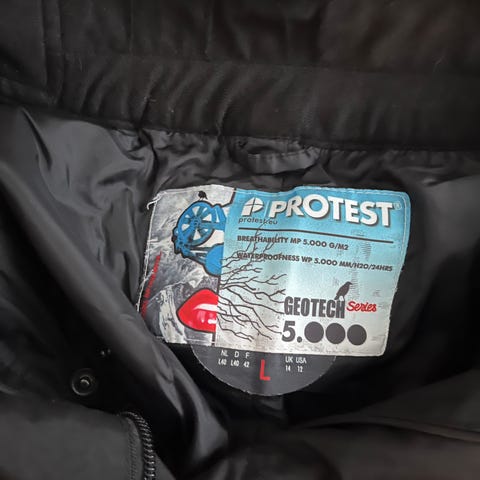 PROTEST®
protest.eu
BREATHABILITY MP 5.000 G/M2
WATERPROOFNESS WP 5.000 MM/H2O/24HRS
GEOTECH Series
5.000
NL D F UK USA
L40 L40 42 L 14 12